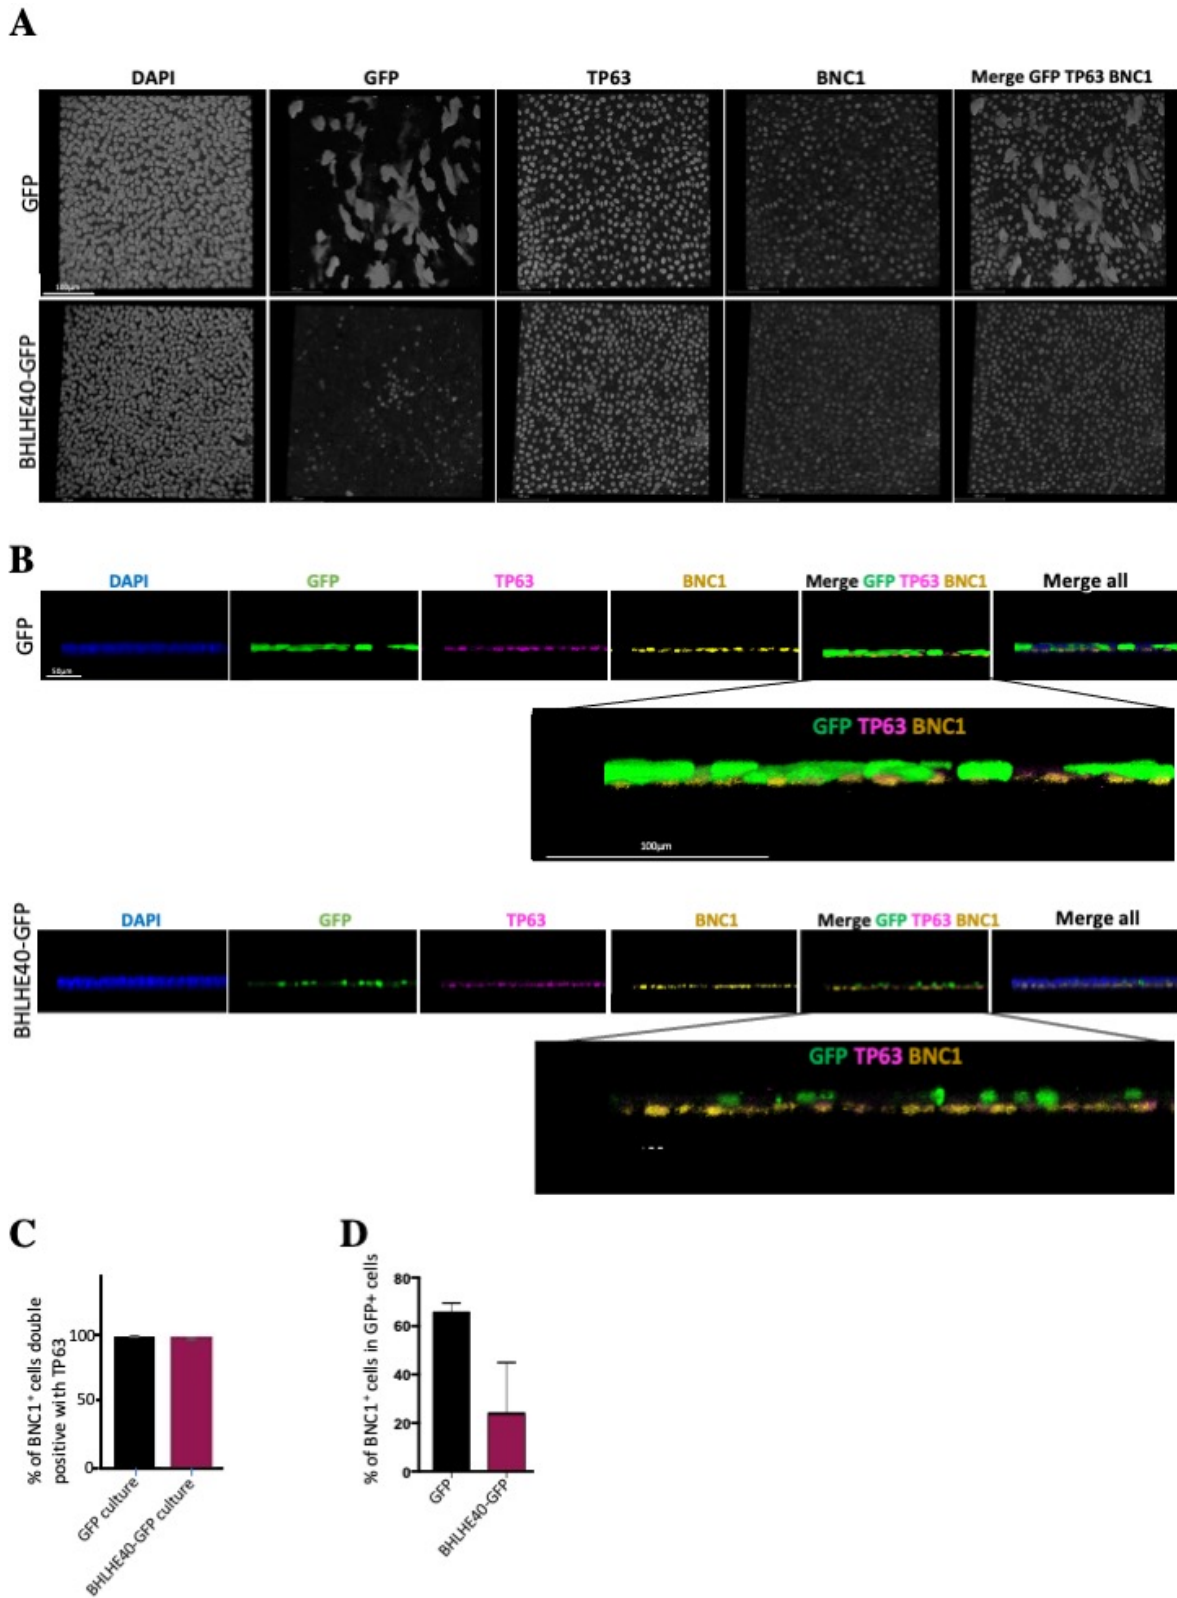 A
DAPI GFP TP63 BNC1 Merge GFP TP63 BNC1
GFP
100µm
BHLHE40-GFP
B
DAPI GFP TP63 BNC1 Merge GFP TP63 BNC1 Merge all
GFP
50µm
GFP TP63 BNC1
100µm
BHLHE40-GFP
DAPI GFP TP63 BNC1 Merge GFP TP63 BNC1 Merge all
GFP TP63 BNC1
C
% of BNC1⁺ cells double
positive with TP63
100
50
0
GFP culture
BHLHE40-GFP culture
D
% of BNC1⁺ cells in GFP+ cells
80
60
40
20
0
GFP
BHLHE40-GFP